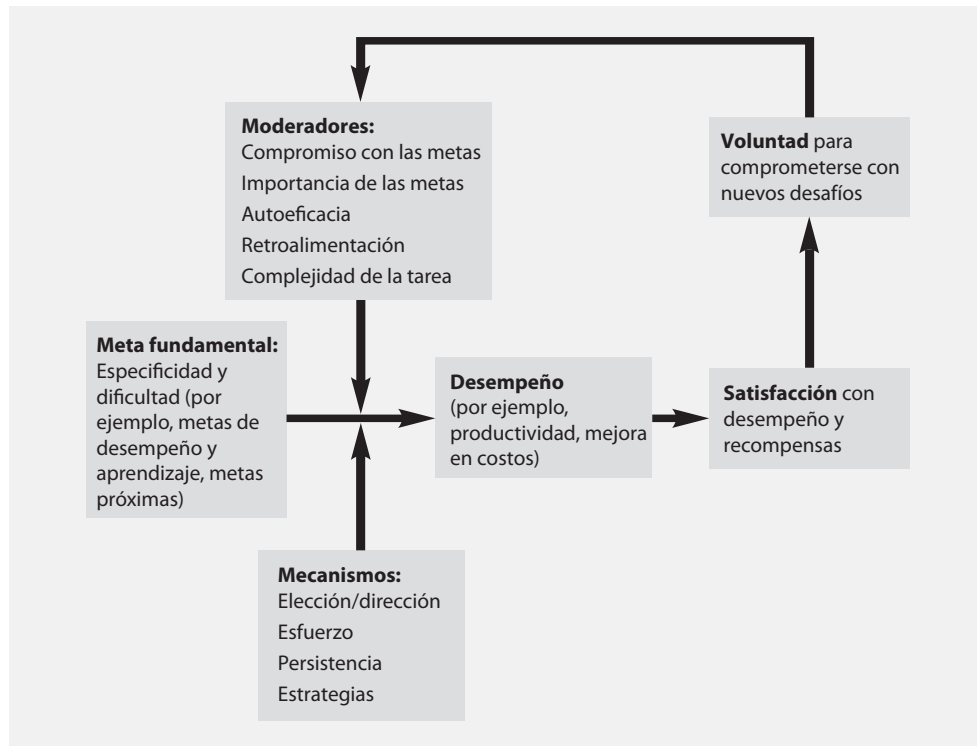 Moderadores:
Compromiso con las metas
Importancia de las metas
Autoeficacia
Retroalimentación
Complejidad de la tarea
Voluntad para
comprometerse con
nuevos desafíos
Meta fundamental:
Especificidad y
dificultad (por
ejemplo, metas de
desempeño y
aprendizaje, metas
próximas)
Desempeño
(por ejemplo,
productividad, mejora
en costos)
Satisfacción con
desempeño y
recompensas
Mecanismos:
Elección/dirección
Esfuerzo
Persistencia
Estrategias